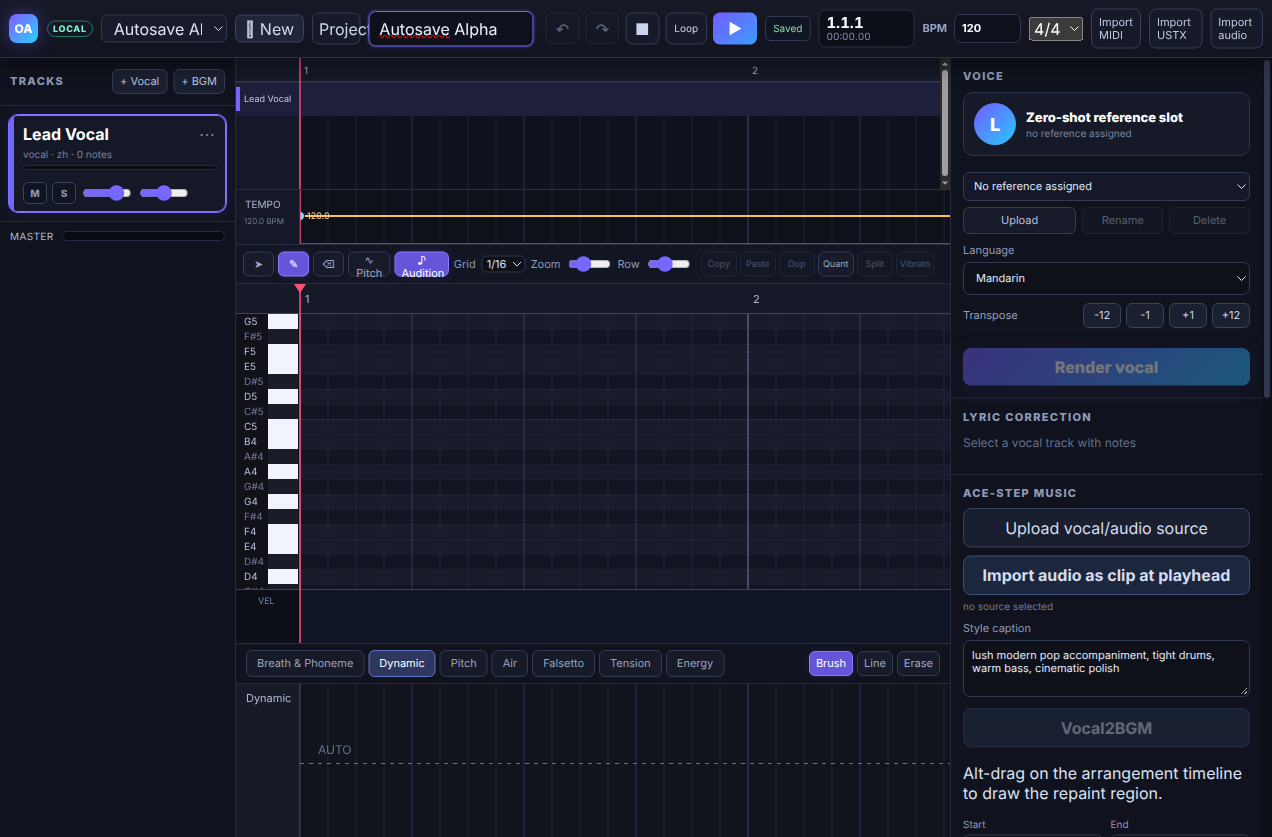 OA
LOCAL
Autosave Al
New
Projec
Autosave Alpha
Loop
Saved
1.1.1
00:00.00
BPM
120
4/4
Import MIDI
Import USTX
Import audio
TRACKS
+ Vocal
+ BGM
Lead Vocal
vocal · zh · 0 notes
M
S
MASTER
1
2
Lead Vocal
TEMPO
120.0 BPM
120.0
Pitch
Audition
Grid
1/16
Zoom
Row
Copy
Paste
Dup
Quant
Split
Vibrato
1
2
G5
F#5
F5
E5
D#5
D5
C#5
C5
B4
A#4
A4
G#4
G4
F#4
F4
E4
D#4
D4
VEL
Breath & Phoneme
Dynamic
Pitch
Air
Falsetto
Tension
Energy
Brush
Line
Erase
Dynamic
AUTO
VOICE
L
Zero-shot reference slot
no reference assigned
No reference assigned
Upload
Rename
Delete
Language
Mandarin
Transpose
-12
-1
+1
+12
Render vocal
LYRIC CORRECTION
Select a vocal track with notes
ACE-STEP MUSIC
Upload vocal/audio source
Import audio as clip at playhead
no source selected
Style caption
lush modern pop accompaniment, tight drums,
warm bass, cinematic polish
Vocal2BGM
Alt-drag on the arrangement timeline
to draw the repaint region.
Start
End